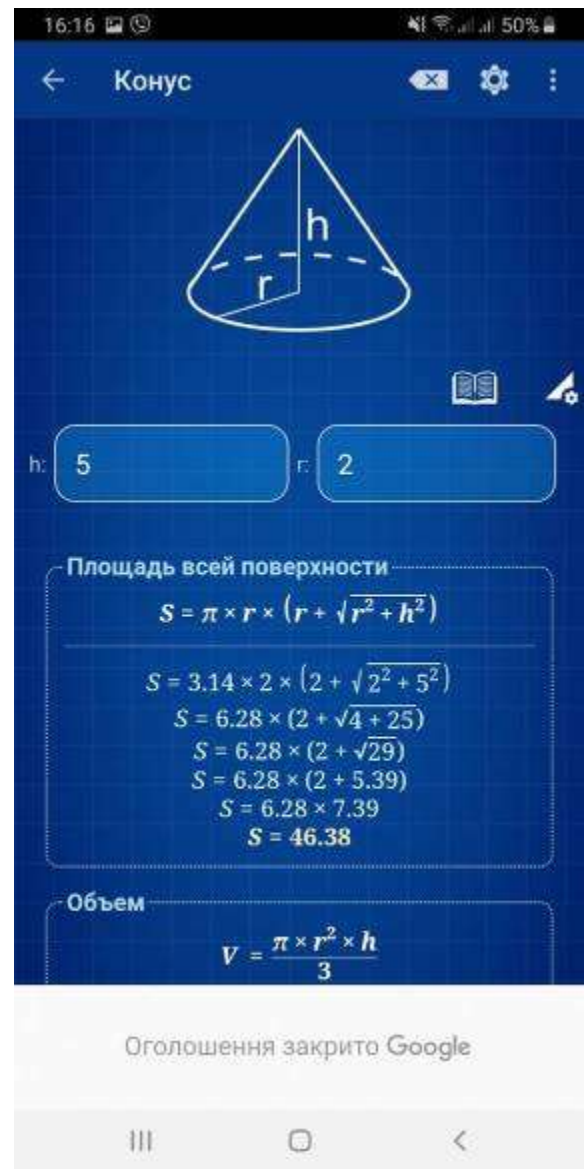 16:16 50%
Конус
h
r
h: 5 r: 2
Площадь всей поверхности
S = π × r × (r + √r² + h²)
S = 3.14 × 2 × (2 + √2² + 5²)
S = 6.28 × (2 + √4 + 25)
S = 6.28 × (2 + √29)
S = 6.28 × (2 + 5.39)
S = 6.28 × 7.39
S = 46.38
Объем
V = π × r² × h / 3
Оголошення закрито Google